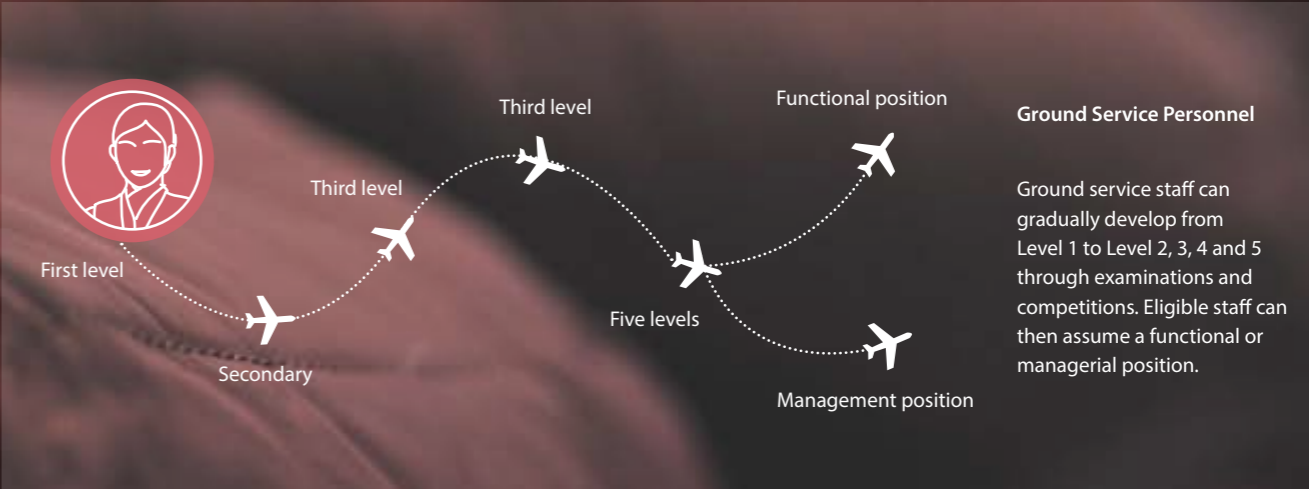 First level
Secondary
Third level
Third level
Five levels
Functional position
Management position
Ground Service Personnel
Ground service staff can
gradually develop from
Level 1 to Level 2, 3, 4 and 5
through examinations and
competitions. Eligible staff can
then assume a functional or
managerial position.